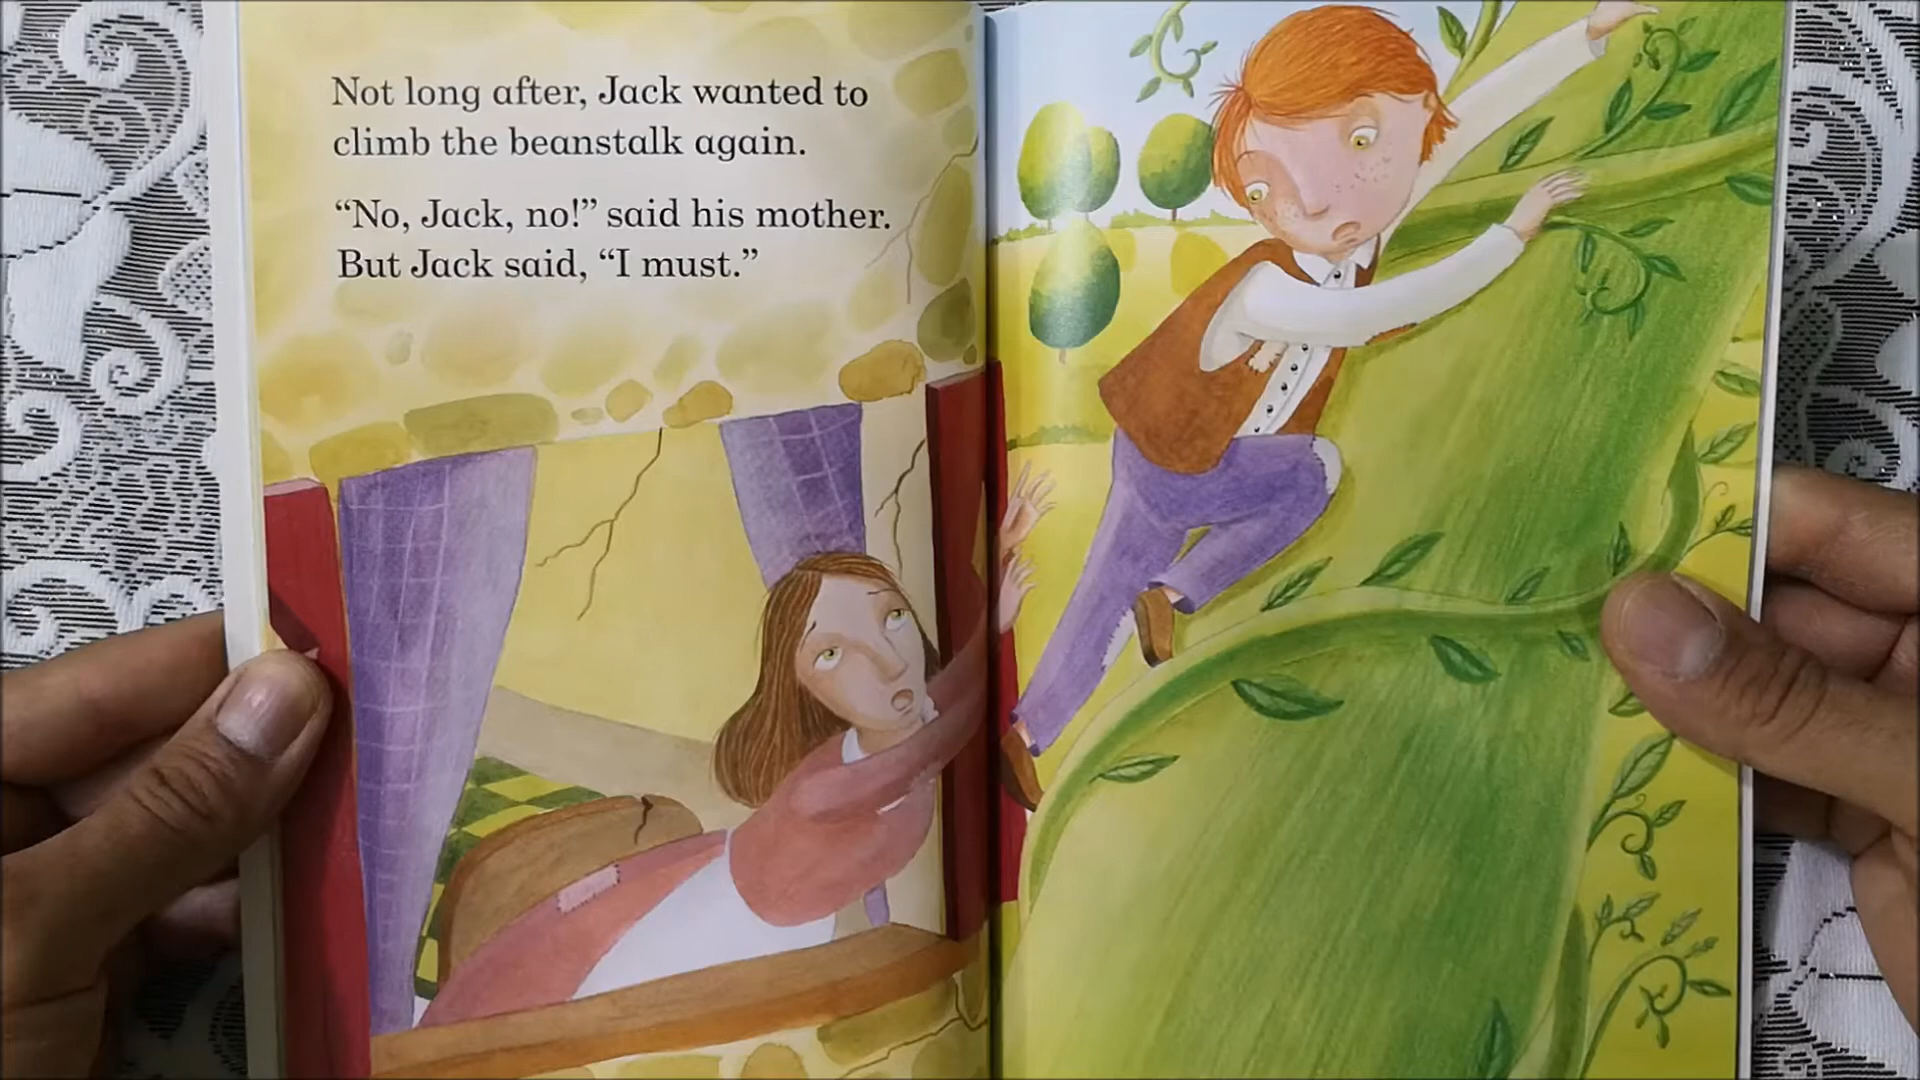 Not long after, Jack wanted to
climb the beanstalk again.
“No, Jack, no!” said his mother.
But Jack said, “I must.”